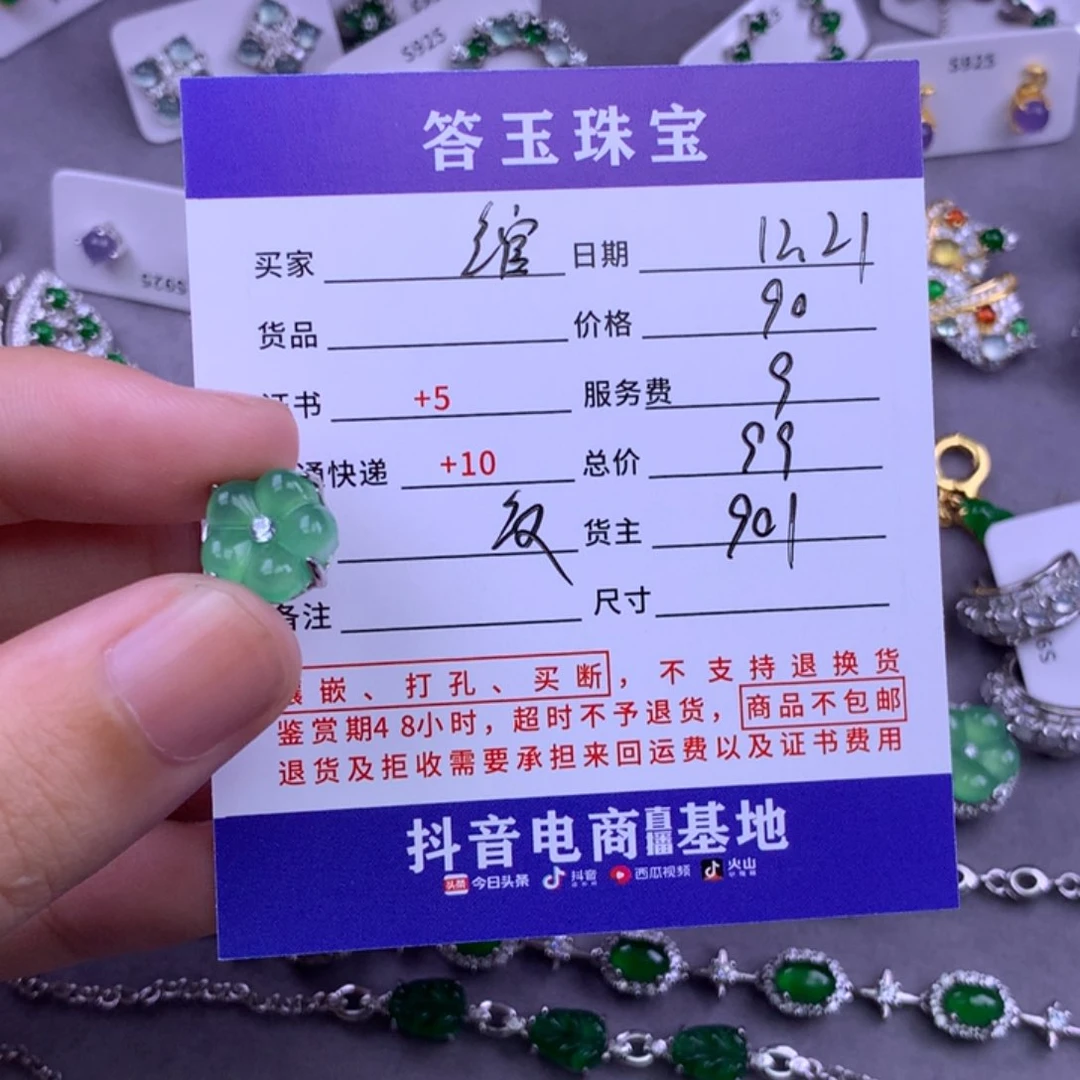 S925
S925
答玉珠宝
买家 绾 日期 12.21
S925
货品 价格 90
证书 +5 服务费 9
通快递 +10 总价 99
货主 901
备注 尺寸
镶嵌、打孔、买断，不支持退换货
鉴赏期48小时，超时不予退货，商品不包邮
退货及拒收需要承担来回运费以及证书费用
抖音电商直播基地
头条 今日头条 抖音 西瓜视频 火山